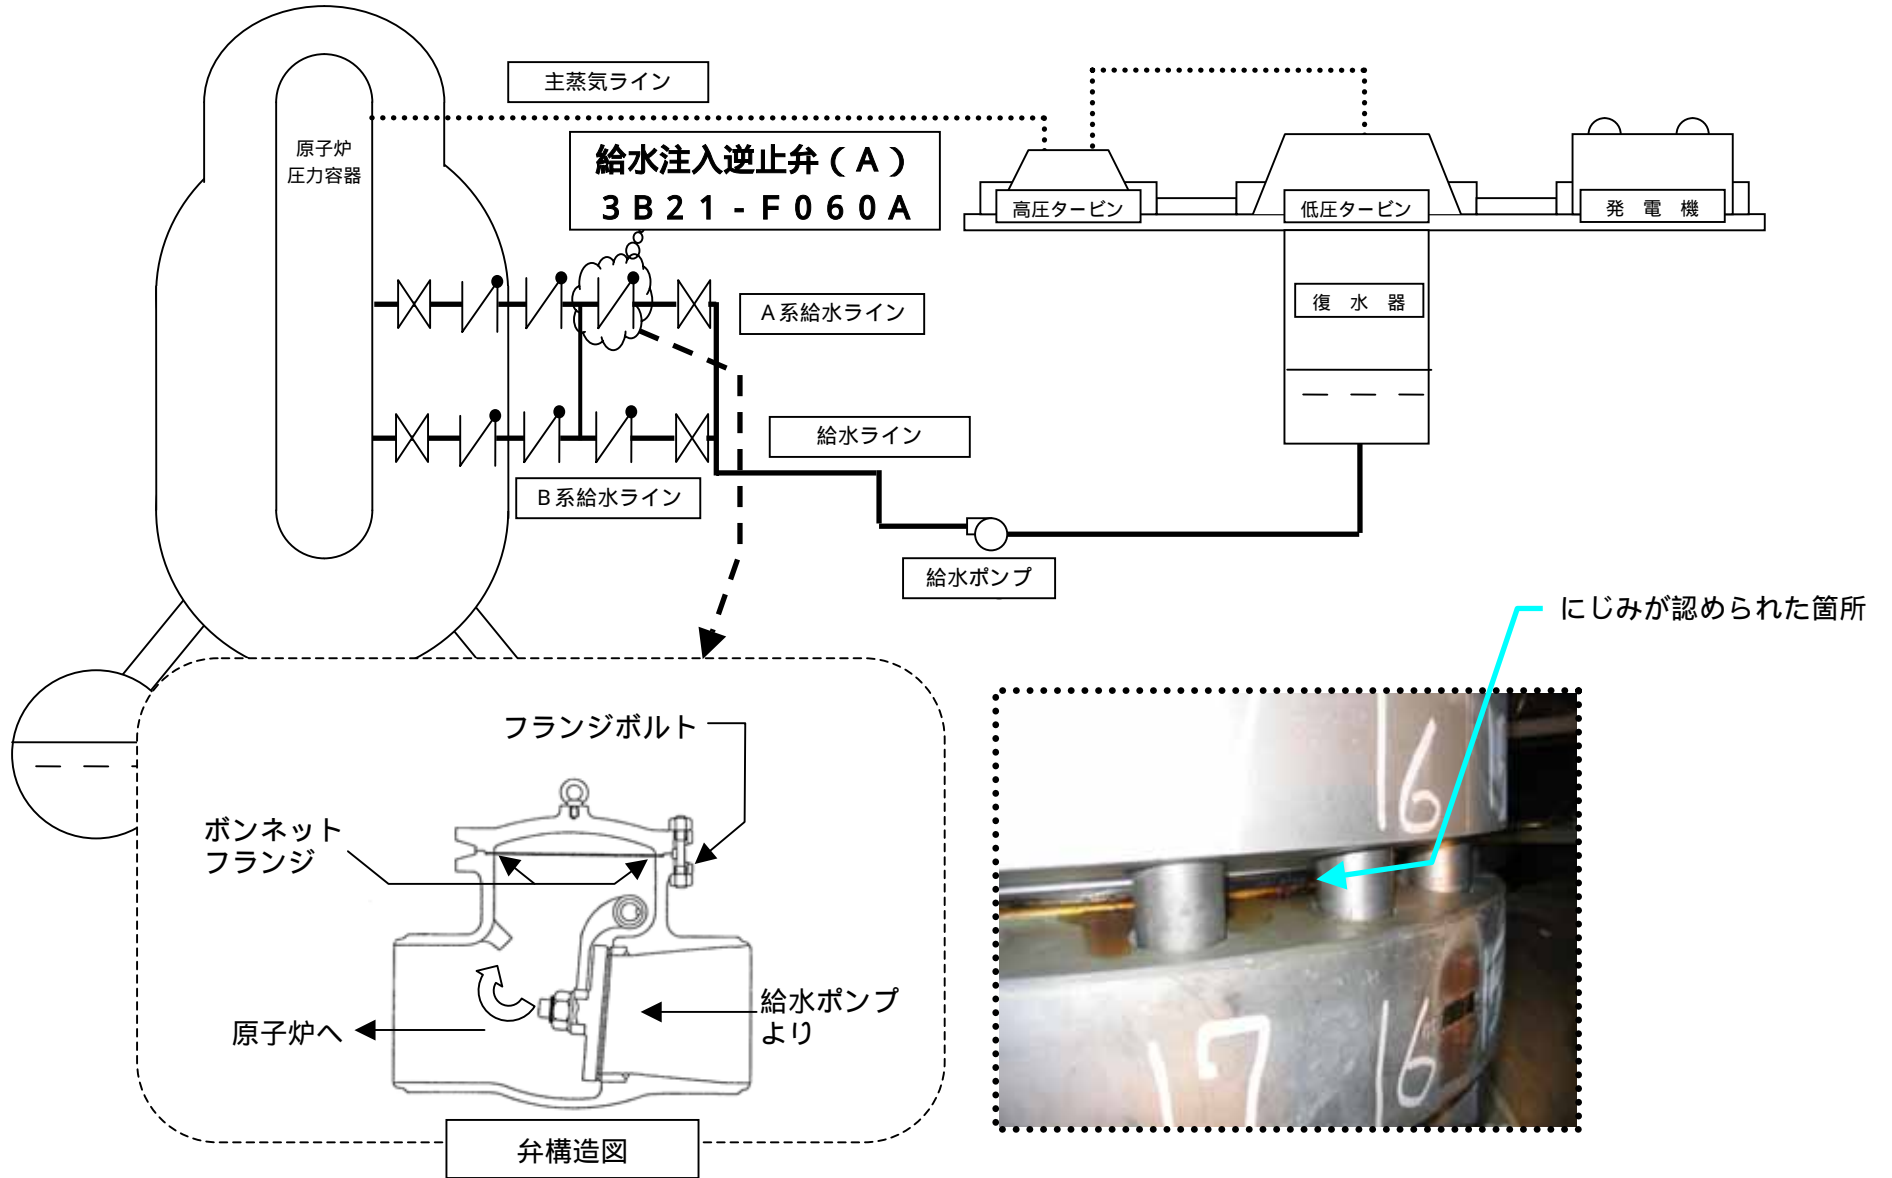 主蒸気ライン
原子炉
圧力容器
給水注入逆止弁（A）
３Ｂ２１-Ｆ０６０Ａ
高圧タービン
低圧タービン
発　電　機
復　水　器
Ａ系給水ライン
給水ライン
Ｂ系給水ライン
給水ポンプ
にじみが認められた箇所
フランジボルト
ボンネット
フランジ
原子炉へ
給水ポンプ
より
弁構造図
16
17
16